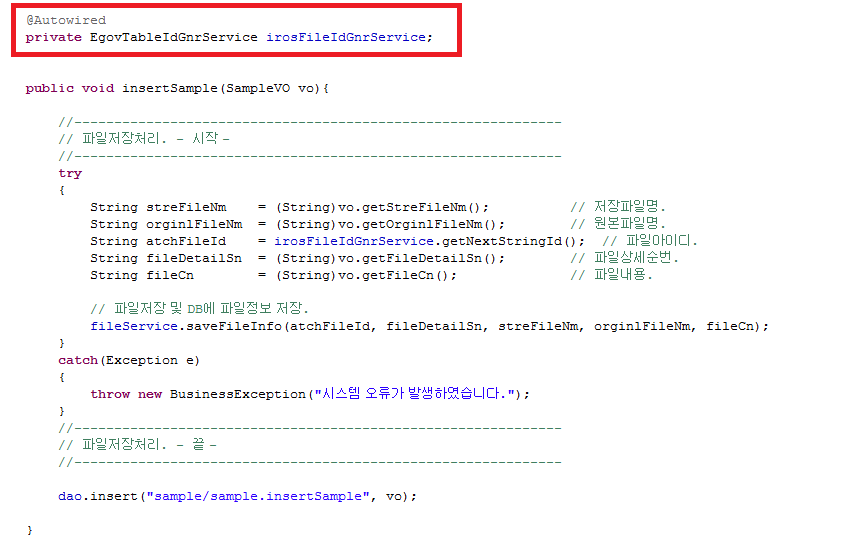 @Autowired
private EgovTableIdGnrService irosFileIdGnrService;
public void insertSample(SampleVO vo){
//-------------------------------------------------------------
// 파일저장처리. - 시작 -
//-------------------------------------------------------------
try
{
String streFileNm    = (String)vo.getStreFileNm();          // 저장파일명.
String orginlFileNm  = (String)vo.getOrginlFileNm();        // 원본파일명.
String atchFileId    = irosFileIdGnrService.getNextStringId();  // 파일아이디.
String fileDetailSn  = (String)vo.getFileDetailSn();        // 파일상세순번.
String fileCn        = (String)vo.getFileCn();              // 파일내용.
// 파일저장 및 DB에 파일정보 저장.
fileService.saveFileInfo(atchFileId, fileDetailSn, streFileNm, orginlFileNm, fileCn);
}
catch(Exception e)
{
throw new BusinessException("시스템 오류가 발생하였습니다.");
}
//-------------------------------------------------------------
// 파일저장처리. - 끝 -
//-------------------------------------------------------------
dao.insert("sample/sample.insertSample", vo);
}